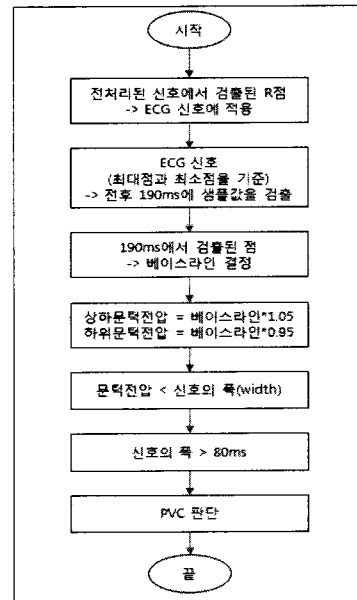 시작
전처리된 신호에서 검출된 R점
-> ECG 신호에 적용
ECG 신호
(최대점과 최소점을 기준)
-> 전후 190ms에 샘플값을 검출
190ms에서 검출된 점
-> 베이스라인 결정
상하문턱전압 = 베이스라인*1.05
하위문턱전압 = 베이스라인*0.95
문턱전압 < 신호의 폭(width)
신호의 폭 > 80ms
PVC 판단
끝